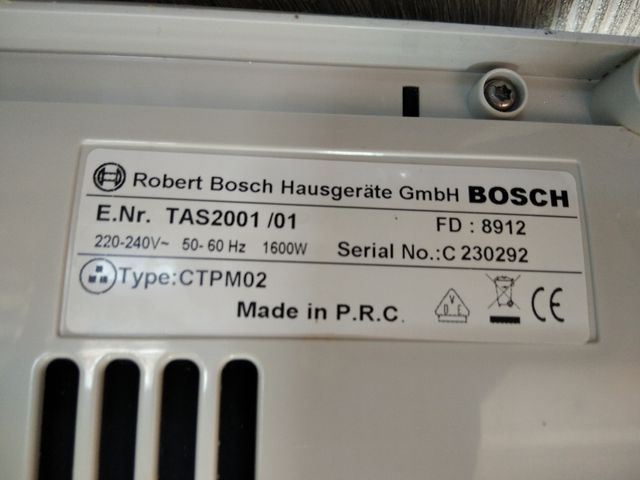 Robert Bosch Hausgeräte GmbH BOSCH
E.Nr. TAS2001 /01 FD : 8912
220-240V~ 50- 60 Hz 1600W Serial No.:C 230292
Type:CTPM02
Made in P.R.C. VDE CE